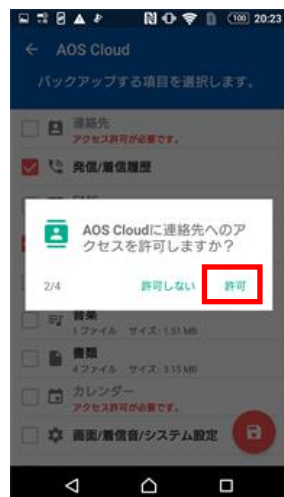 100 20:23
AOS Cloud
バックアップする項目を選択します。
連絡先
アクセス許可が必要です。
発信/着信履歴
SMS
AOS Cloudに連絡先へのア
クセスを許可しますか？
2/4 許可しない 許可
音楽
1ファイル サイズ: 1.51 MB
書類
4ファイル サイズ: 3.15 MB
カレンダー
アクセス許可が必要です。
画面/着信音/システム設定